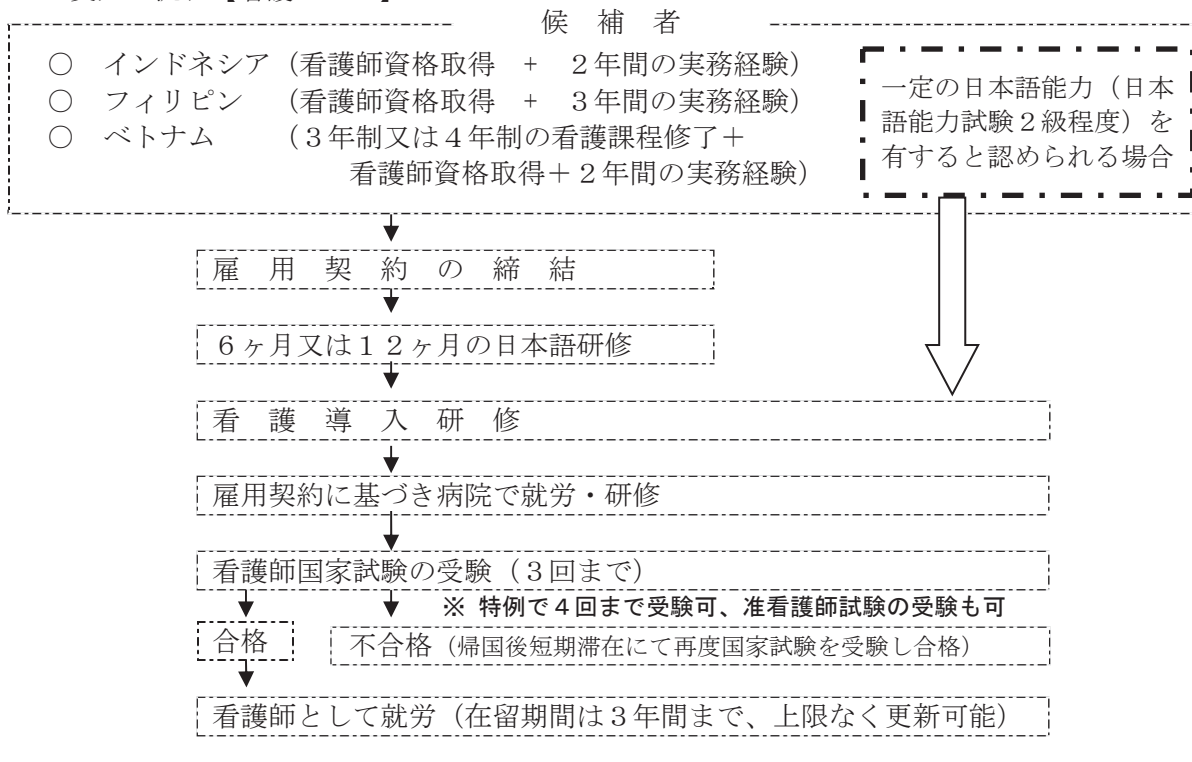 候 補 者
○ インドネシア（看護師資格取得 + ２年間の実務経験）
○ フィリピン （看護師資格取得 + ３年間の実務経験）
○ ベトナム （３年制又は４年制の看護課程修了＋
看護師資格取得＋２年間の実務経験）
一定の日本語能力（日本
語能力試験２級程度）を
有すると認められる場合
雇 用 契 約 の 締 結
６ヶ月又は１２ヶ月の日本語研修
看 護 導 入 研 修
雇用契約に基づき病院で就労・研修
看護師国家試験の受験（３回まで）
※ 特例で４回まで受験可、准看護師試験の受験も可
合格
不合格（帰国後短期滞在にて再度国家試験を受験し合格）
看護師として就労（在留期間は３年間まで、上限なく更新可能）